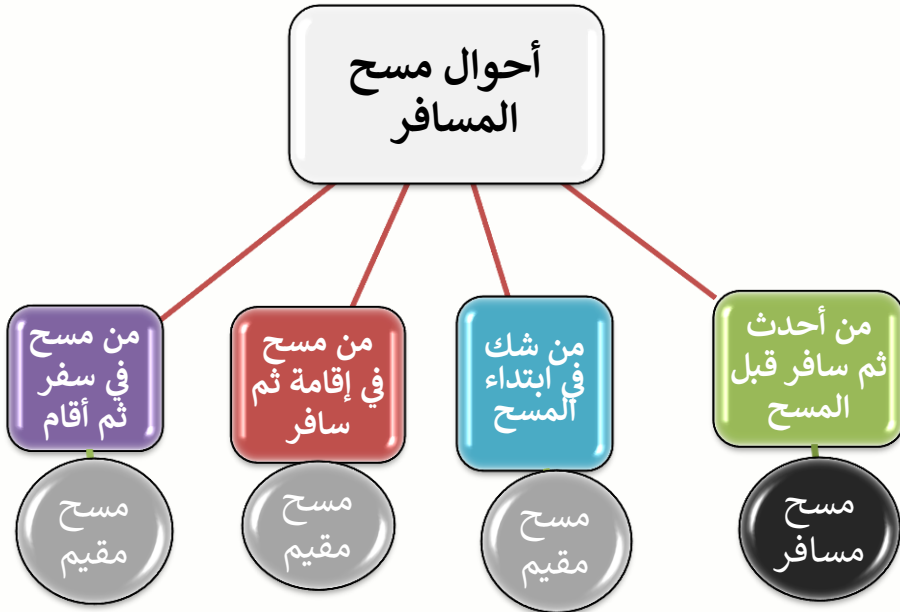 أحوال مسح
المسافر
من أحدث
ثم سافر قبل
المسح
مسح
مسافر
من شك
في ابتداء
المسح
مسح
مقيم
من مسح
في إقامة ثم
سافر
مسح
مقيم
من مسح
في سفر
ثم أقام
مسح
مقيم